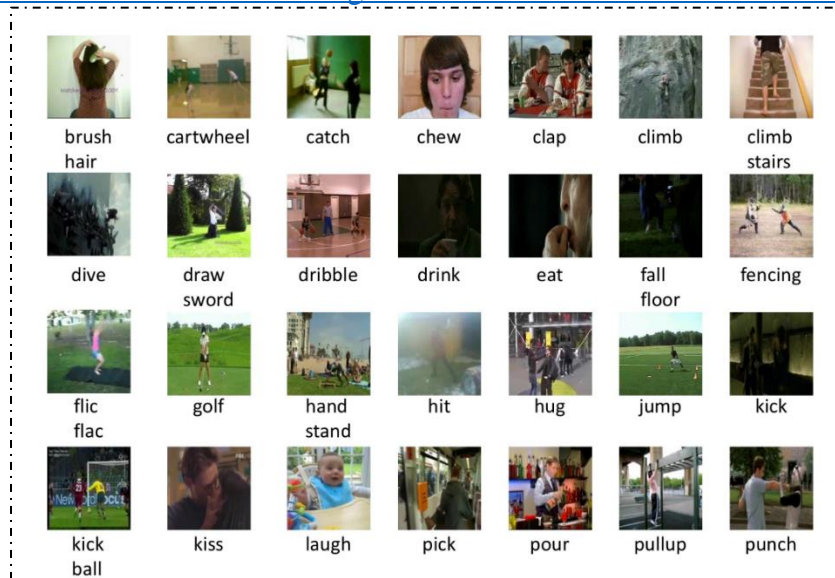 brush cartwheel catch chew clap climb climb
hair stairs
dive draw dribble drink eat fall fencing
sword floor
flic golf hand hit hug jump kick
flac stand
kick kiss laugh pick pour pullup punch
ball